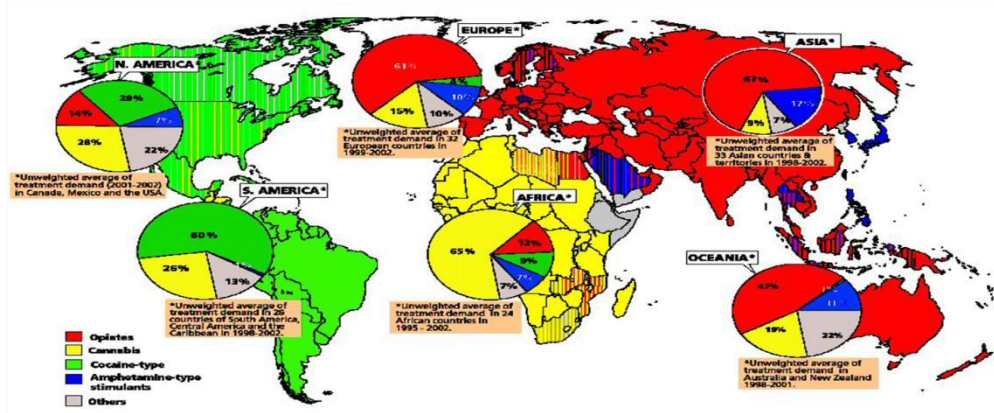 EUROPE*
61%
4%
10%
15%
10%
*Unweighted average of
treatment demand in 32
European countries in
1999-2002.
ASIA*
67%
17%
9%
7%
*Unweighted average of
treatment demand in
33 Asian countries &
territories in 1998-2002.
N. AMERICA*
29%
14%
7%
28%
22%
*Unweighted average of
treatment demand (2001-2002)
in Canada, Mexico and the USA.
S. AMERICA*
60%
26%
13%
*Unweighted average of
treatment demand in 26
countries of South America,
Central America and the
Caribbean in 1998-2002.
AFRICA*
65%
12%
9%
7%
7%
*Unweighted average of
treatment demand in 24
African countries in
1995 - 2002.
OCEANIA*
47%
11%
19%
22%
*Unweighted average of
treatment demand in
Australia and New Zealand
1998-2001.
Opiates
Cannabis
Cocaine-type
Amphetamine-type
stimulants
Others